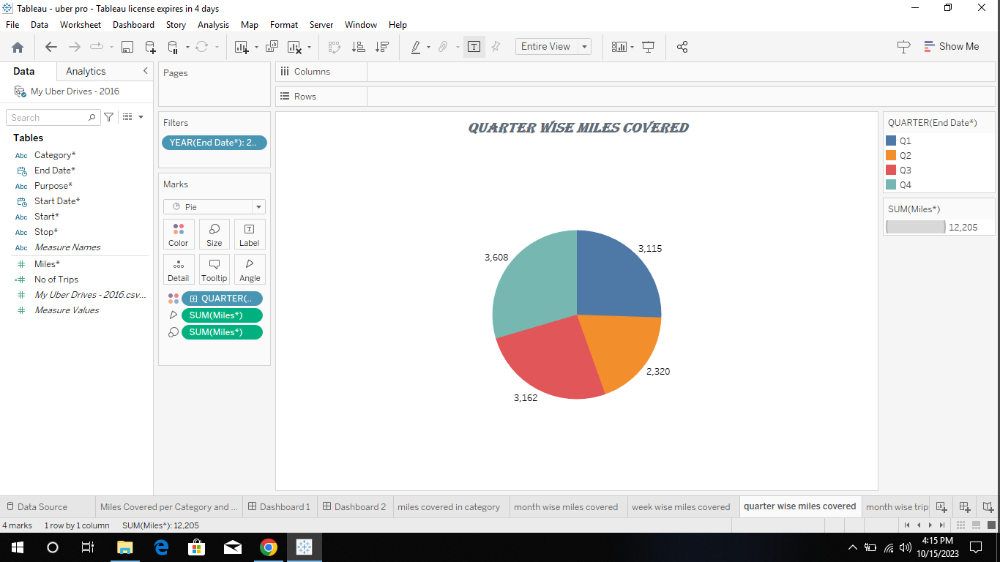 Tableau - uber pro - Tableau license expires in 4 days
File Data Worksheet Dashboard Story Analysis Map Format Server Window Help
Entire View
Show Me
Data Analytics
My Uber Drives - 2016
Search
Tables
Abc Category*
End Date*
Abc Purpose*
Start Date*
Abc Start*
Abc Stop*
Abc Measure Names
# Miles*
=# No of Trips
# My Uber Drives - 2016.csv...
# Measure Values
Pages
Filters
YEAR(End Date*): 2..
Marks
Pie
Color Size Label
Detail Tooltip Angle
QUARTER(..
SUM(Miles*)
SUM(Miles*)
Columns
Rows
QUARTER WISE MILES COVERED
3,115
2,320
3,162
3,608
QUARTER(End Date*)
Q1
Q2
Q3
Q4
SUM(Miles*)
12,205
Data Source Miles Covered per Category and ... Dashboard 1 Dashboard 2 miles covered in category month wise miles covered week wise miles covered quarter wise miles covered month wise trip
4 marks 1 row by 1 column SUM(Miles*): 12,205
4:15 PM
10/15/2023